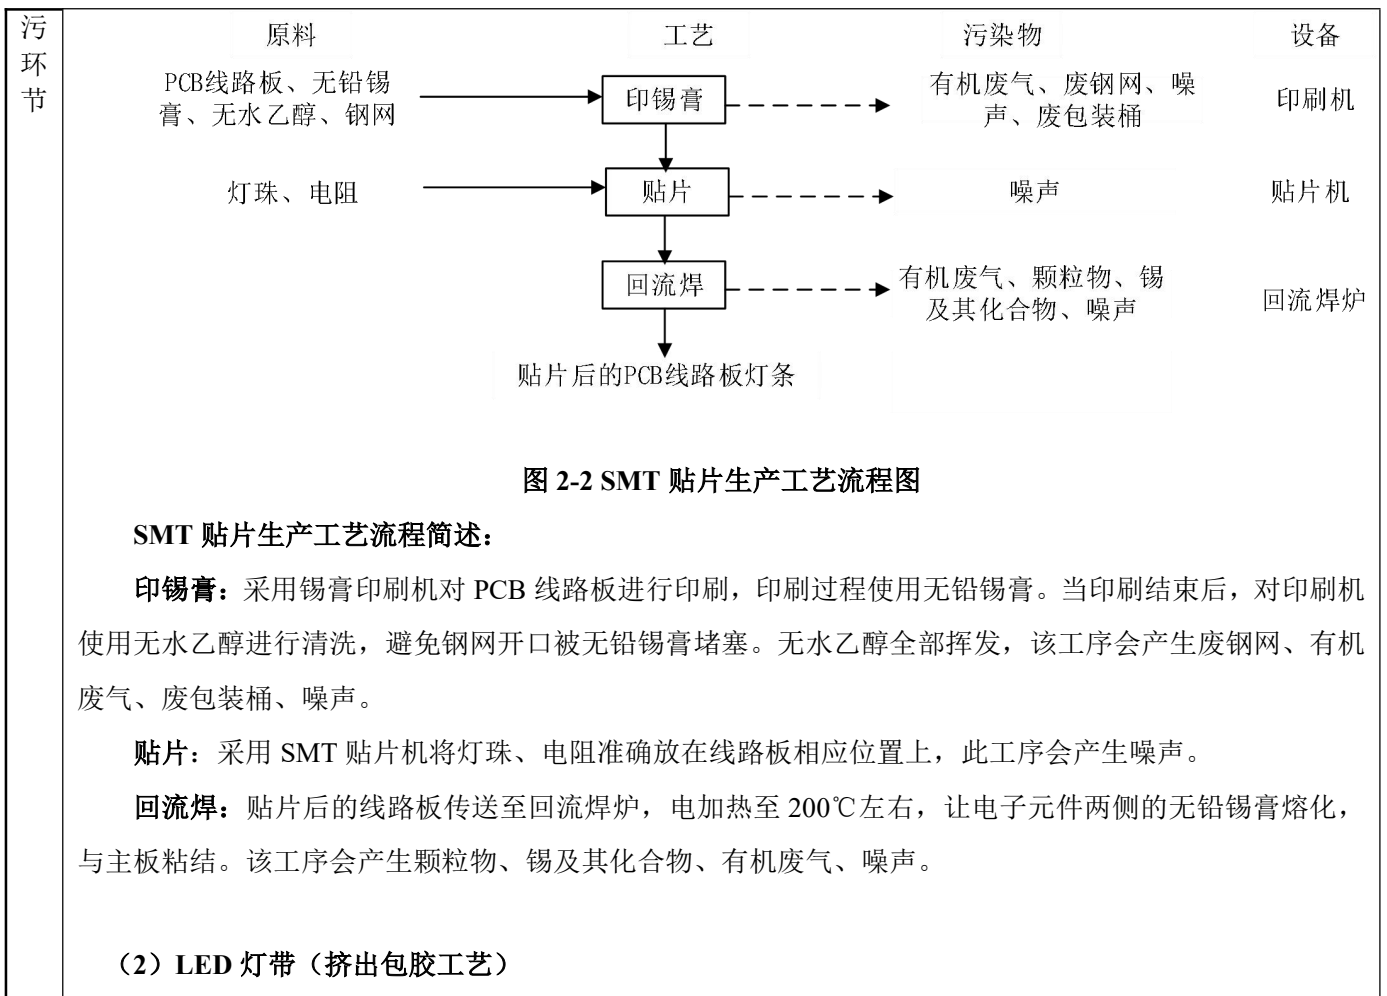 污
环
节
原料 工艺 污染物 设备
PCB线路板、无铅锡
膏、无水乙醇、钢网
印锡膏
有机废气、废钢网、噪
声、废包装桶
印刷机
灯珠、电阻
贴片
噪声
贴片机
回流焊
有机废气、颗粒物、锡
及其化合物、噪声
回流焊炉
贴片后的PCB线路板灯条
图 2-2 SMT 贴片生产工艺流程图
SMT 贴片生产工艺流程简述：
印锡膏：采用锡膏印刷机对 PCB 线路板进行印刷，印刷过程使用无铅锡膏。当印刷结束后，对印刷机
使用无水乙醇进行清洗，避免钢网开口被无铅锡膏堵塞。无水乙醇全部挥发，该工序会产生废钢网、有机
废气、废包装桶、噪声。
贴片：采用 SMT 贴片机将灯珠、电阻准确放在线路板相应位置上，此工序会产生噪声。
回流焊：贴片后的线路板传送至回流焊炉，电加热至 200℃左右，让电子元件两侧的无铅锡膏熔化，
与主板粘结。该工序会产生颗粒物、锡及其化合物、有机废气、噪声。
（2）LED 灯带（挤出包胶工艺）